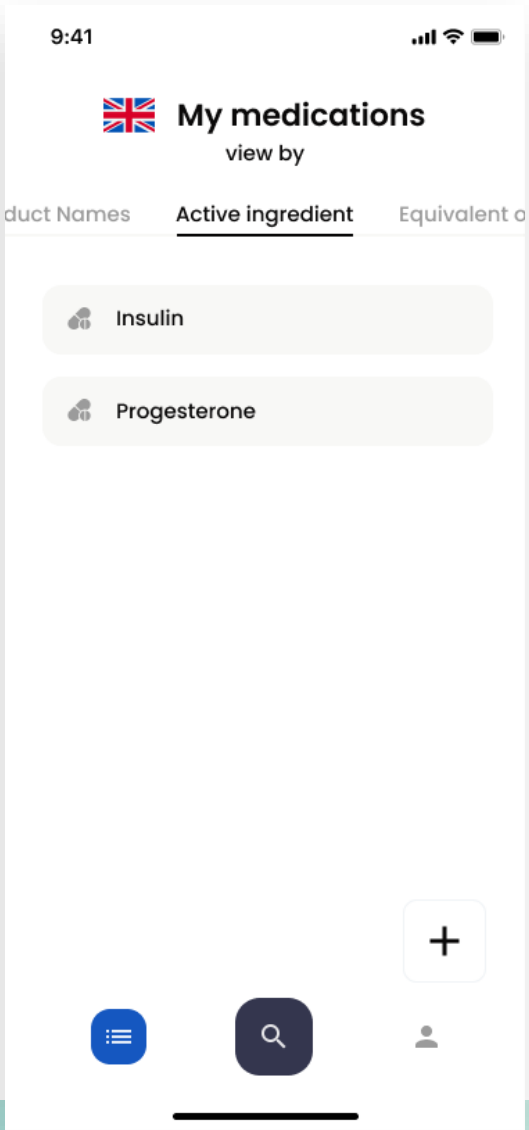 9:41
My medications
view by
duct Names Active ingredient Equivalent o
Insulin
Progesterone